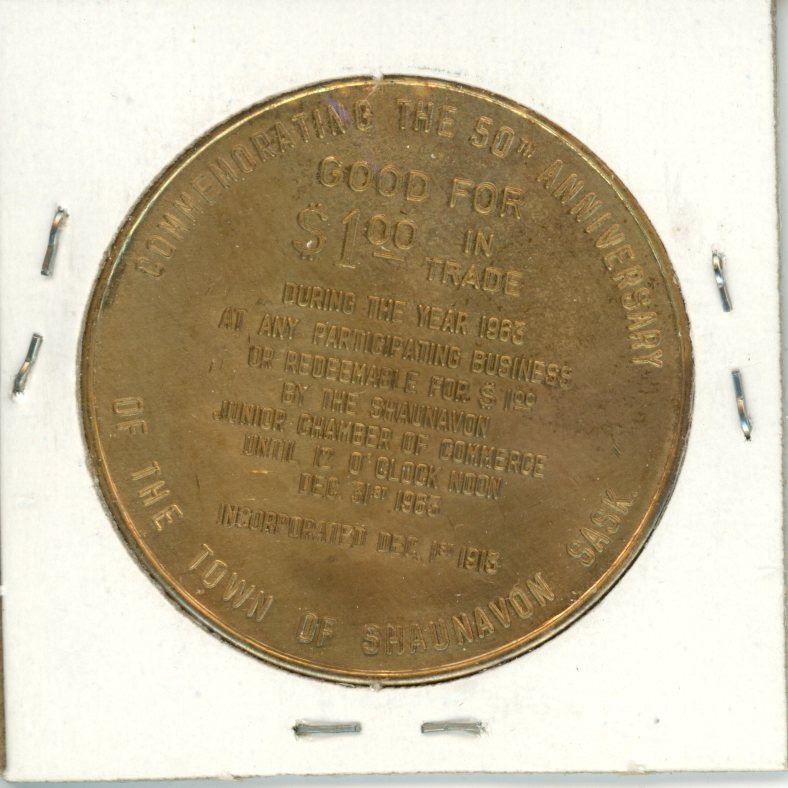 COMMEMORATING THE 50TH ANNIVERSARY
OF THE TOWN OF SHAUNAVON SASK.
GOOD FOR
$1.00 IN
TRADE
DURING THE YEAR 1963
AT ANY PARTICIPATING BUSINESS
OR REDEEMABLE FOR $1.00
BY THE SHAUNAVON
JUNIOR CHAMBER OF COMMERCE
UNTIL 12 O'CLOCK NOON
DEC. 31ST 1963
INCORPORATED DEC. 1ST 1913